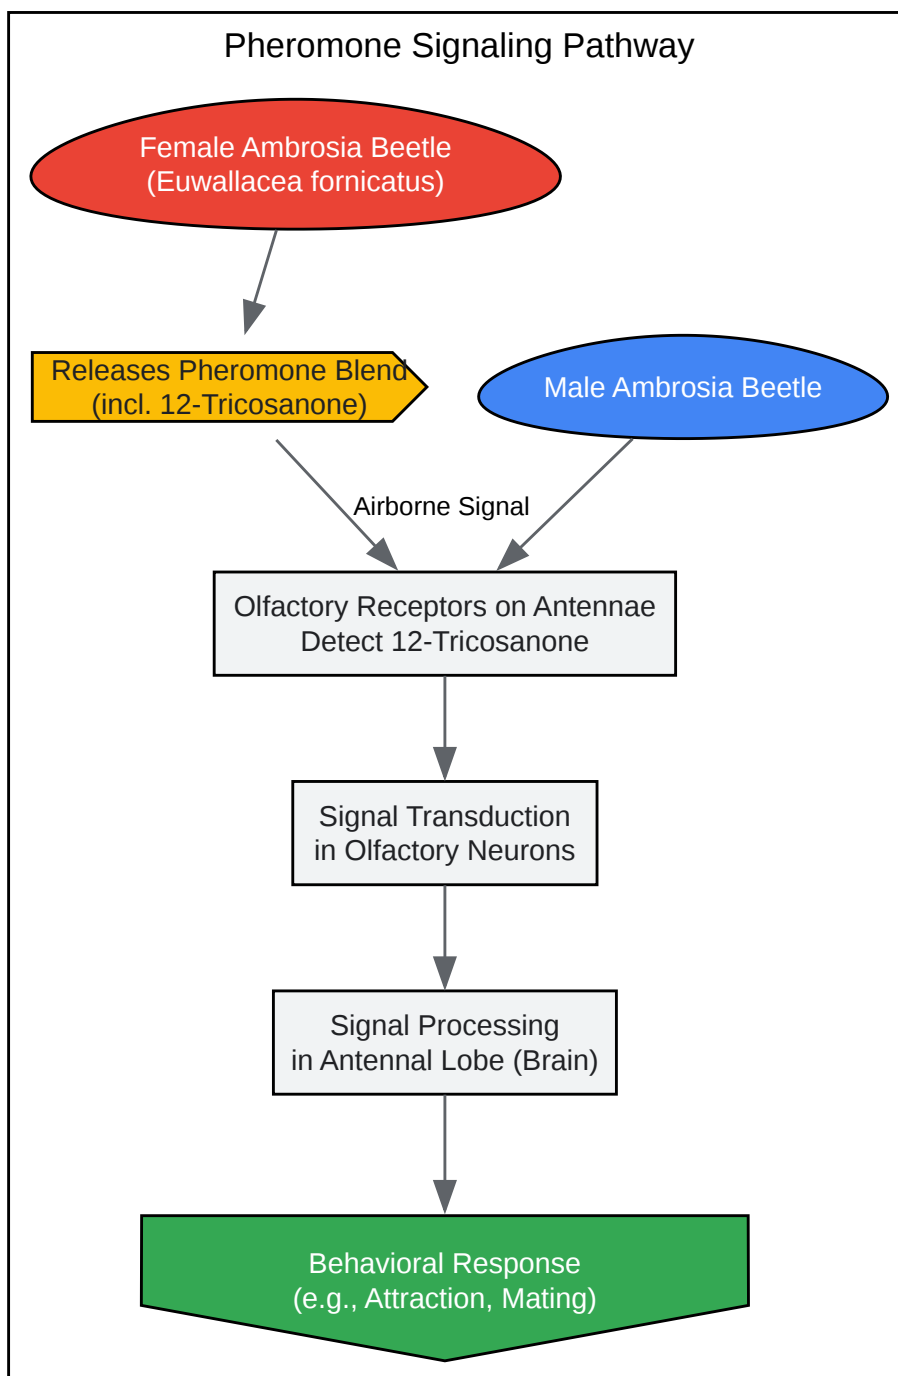 Pheromone Signaling Pathway
Female Ambrosia Beetle
(Euwallacea fornicatus)
Releases Pheromone Blend
(incl. 12-Tricosanone)
Male Ambrosia Beetle
Airborne Signal
Olfactory Receptors on Antennae
Detect 12-Tricosanone
Signal Transduction
in Olfactory Neurons
Signal Processing
in Antennal Lobe (Brain)
Behavioral Response
(e.g., Attraction, Mating)